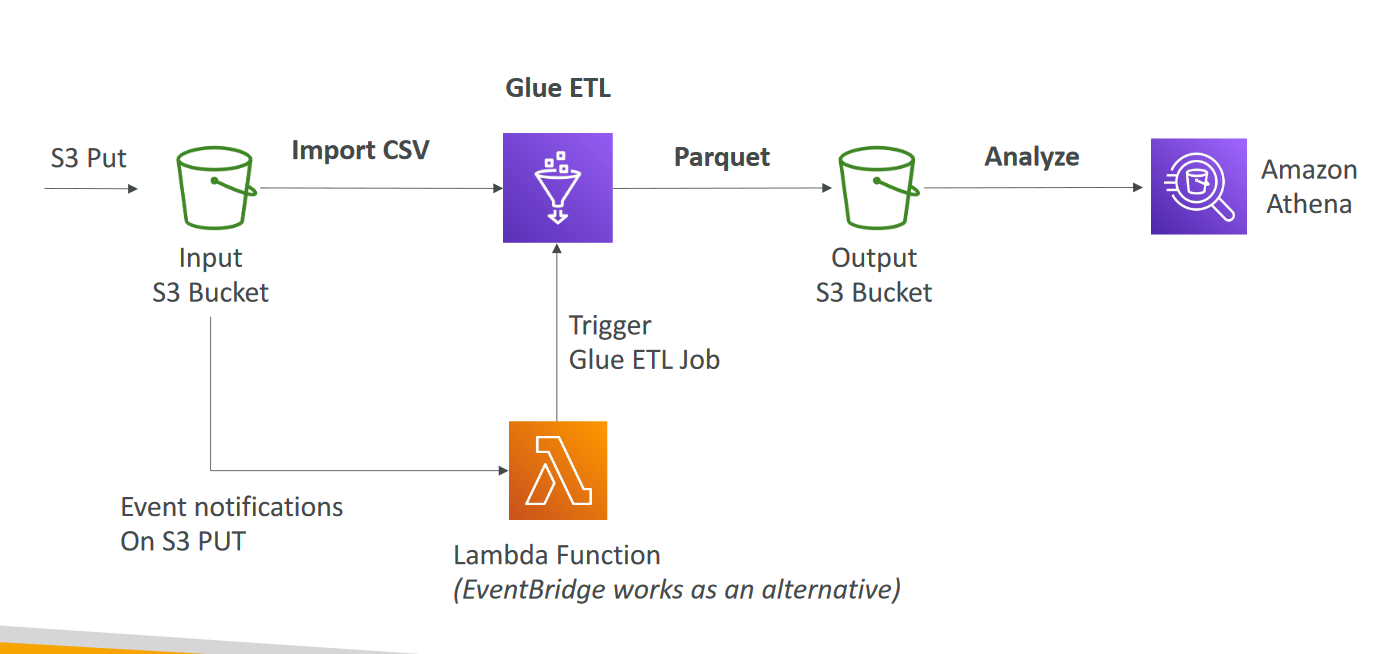 Glue ETL
S3 Put
Import CSV
Parquet
Analyze
Amazon
Athena
Input
S3 Bucket
Output
S3 Bucket
Trigger
Glue ETL Job
Event notifications
On S3 PUT
Lambda Function
(EventBridge works as an alternative)